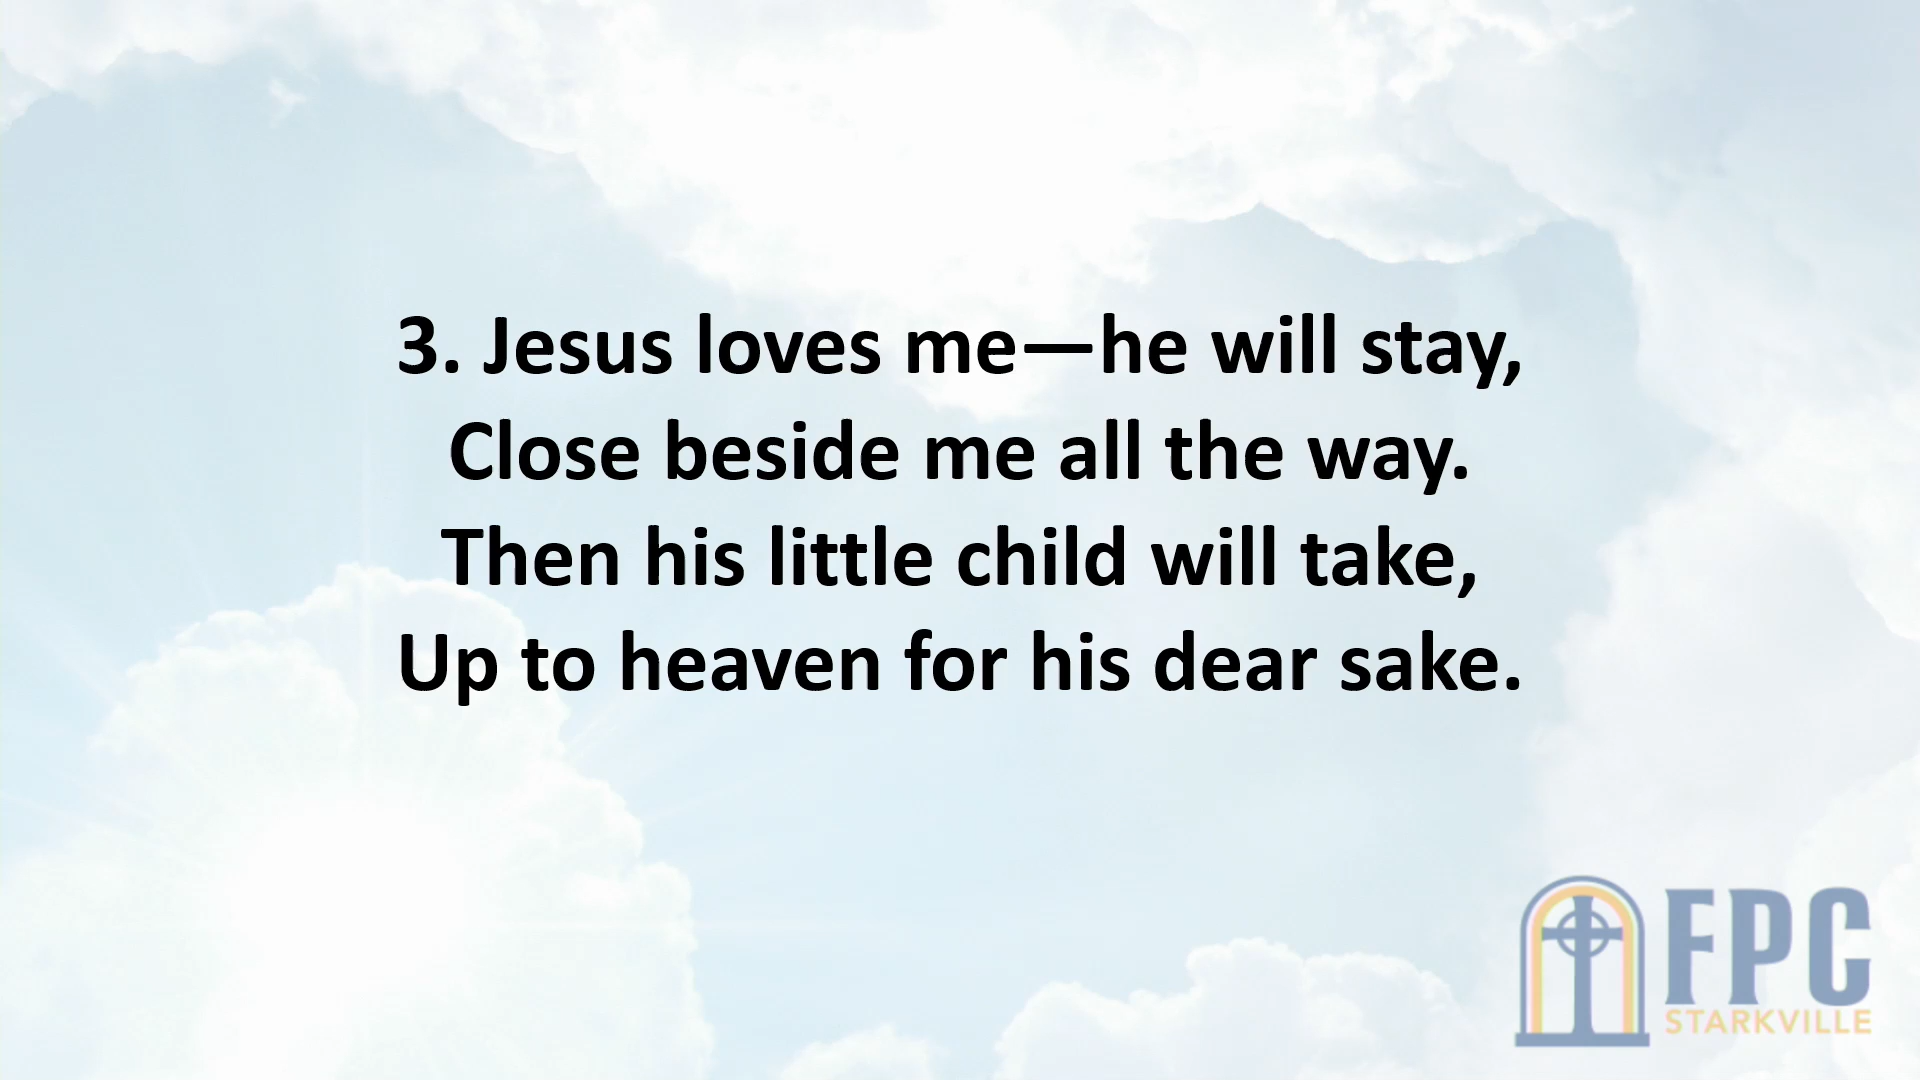 3. Jesus loves me—he will stay,
Close beside me all the way.
Then his little child will take,
Up to heaven for his dear sake.
FPC
STARKVILLE